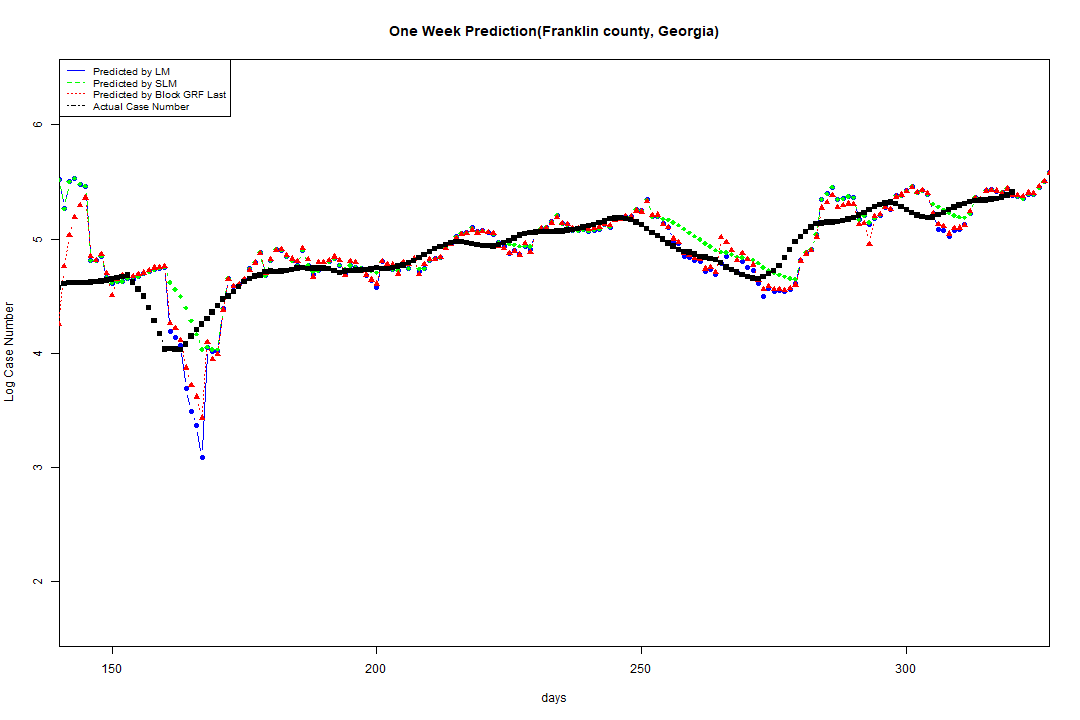 One Week Prediction(Franklin county, Georgia)
Predicted by LM
Predicted by SLM
Predicted by Block GRF Last
Actual Case Number
6
5
4
3
2
Log Case Number
150 200 250 300
days